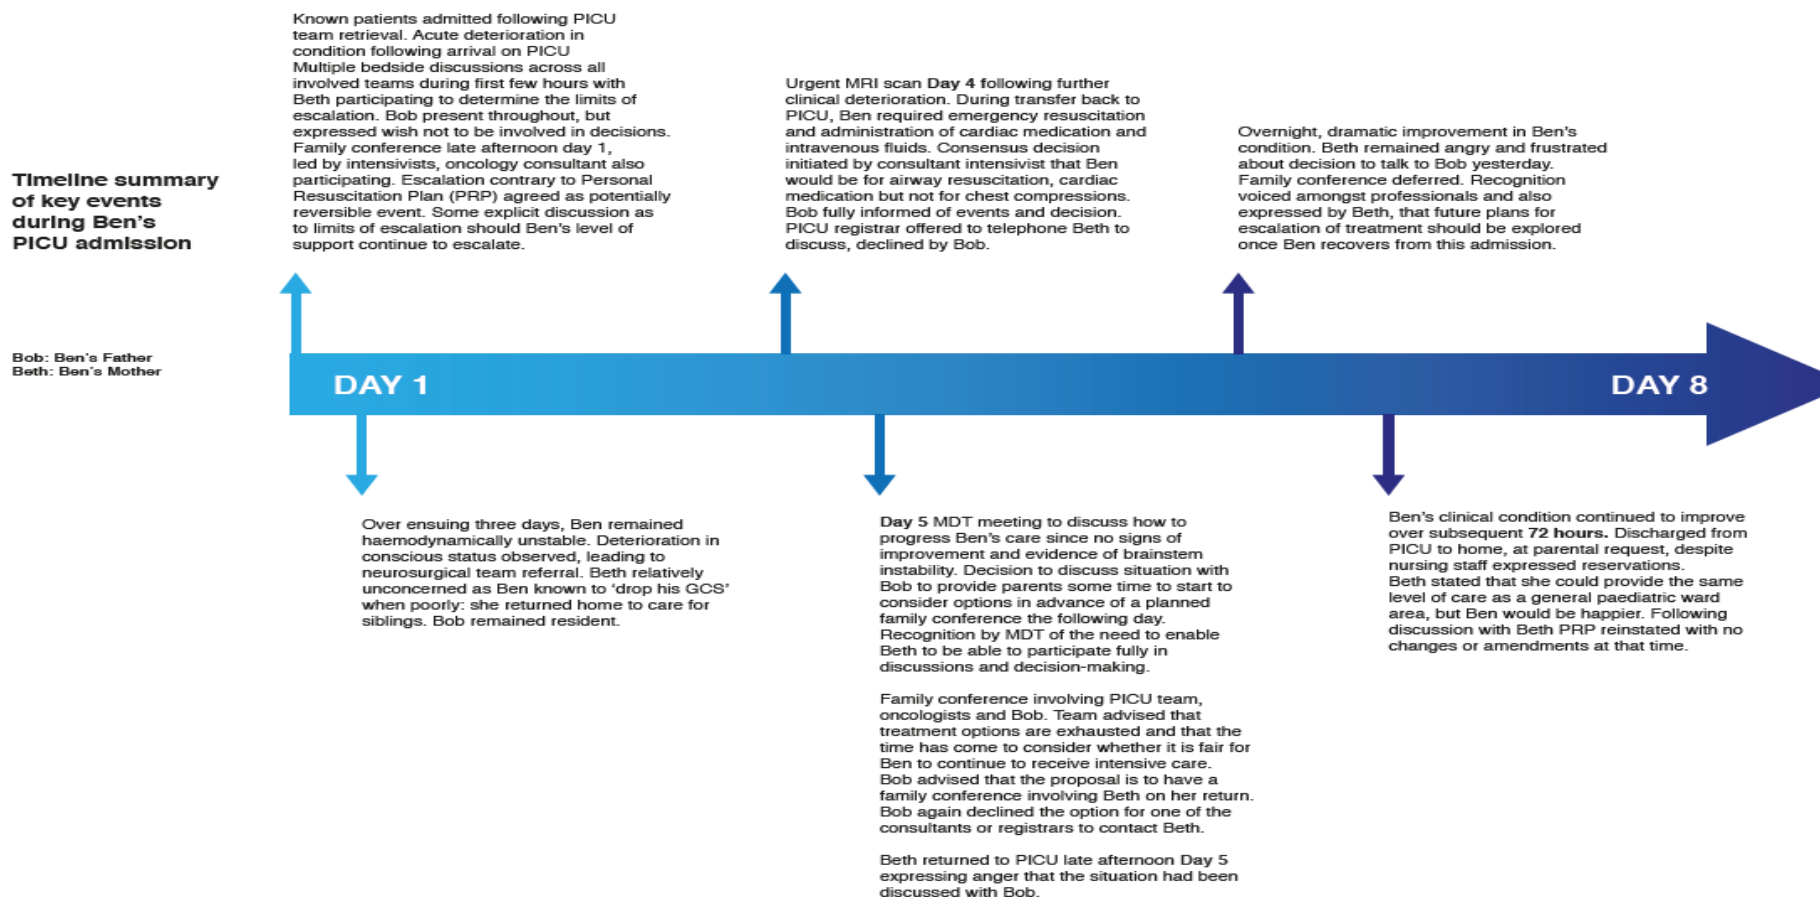 Timeline summary
of key events
during Ben's
PICU admission
Bob: Ben's Father
Beth: Ben's Mother
Known patients admitted following PICU
team retrieval. Acute deterioration in
condition following arrival on PICU
Multiple bedside discussions across all
involved teams during first few hours with
Beth participating to determine the limits of
escalation. Bob present throughout, but
expressed wish not to be involved in decisions.
Family conference late afternoon day 1,
led by intensivists, oncology consultant also
participating. Escalation contrary to Personal
Resuscitation Plan (PRP) agreed as potentially
reversible event. Some explicit discussion as
to limits of escalation should Ben's level of
support continue to escalate.
Urgent MRI scan Day 4 following further
clinical deterioration. During transfer back to
PICU, Ben required emergency resuscitation
and administration of cardiac medication and
intravenous fluids. Consensus decision
initiated by consultant intensivist that Ben
would be for airway resuscitation, cardiac
medication but not for chest compressions.
Bob fully informed of events and decision.
PICU registrar offered to telephone Beth to
discuss, declined by Bob.
Overnight, dramatic improvement in Ben's
condition. Beth remained angry and frustrated
about decision to talk to Bob yesterday.
Family conference deferred. Recognition
voiced amongst professionals and also
expressed by Beth, that future plans for
escalation of treatment should be explored
once Ben recovers from this admission.
DAY 1
DAY 8
Over ensuing three days, Ben remained
haemodynamically unstable. Deterioration in
conscious status observed, leading to
neurosurgical team referral. Beth relatively
unconcerned as Ben known to 'drop his GCS'
when poorly: she returned home to care for
siblings. Bob remained resident.
Day 5 MDT meeting to discuss how to
progress Ben's care since no signs of
improvement and evidence of brainstem
instability. Decision to discuss situation with
Bob to provide parents some time to start to
consider options in advance of a planned
family conference the following day.
Recognition by MDT of the need to enable
Beth to be able to participate fully in
discussions and decision-making.
Family conference involving PICU team,
oncologists and Bob. Team advised that
treatment options are exhausted and that the
time has come to consider whether it is fair for
Ben to continue to receive intensive care.
Bob advised that the proposal is to have a
family conference involving Beth on her return.
Bob again declined the option for one of the
consultants or registrars to contact Beth.
Beth returned to PICU late afternoon Day 5
expressing anger that the situation had been
discussed with Bob.
Ben's clinical condition continued to improve
over subsequent 72 hours. Discharged from
PICU to home, at parental request, despite
nursing staff expressed reservations.
Beth stated that she could provide the same
level of care as a general paediatric ward
area, but Ben would be happier. Following
discussion with Beth PRP reinstated with no
changes or amendments at that time.